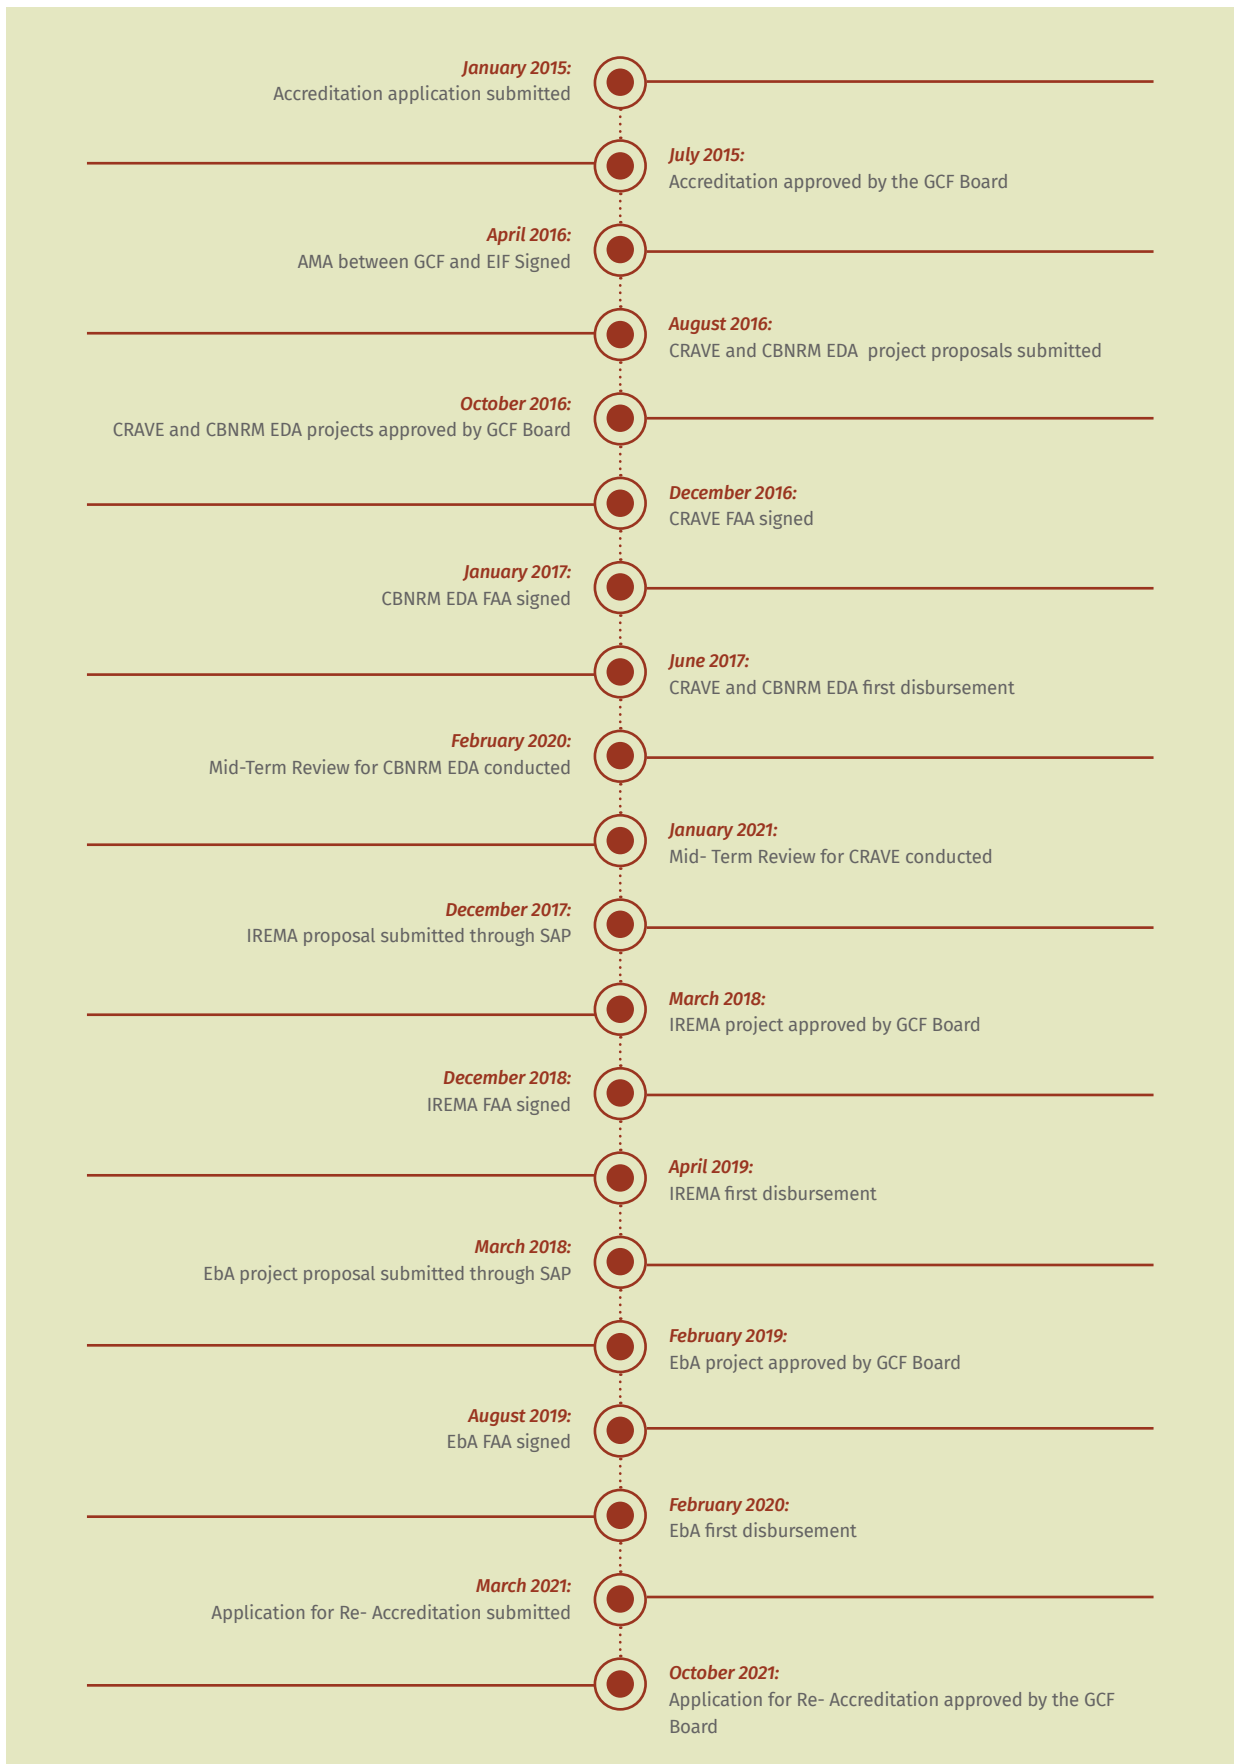 January 2015:
Accreditation application submitted
July 2015:
Accreditation approved by the GCF Board
April 2016:
AMA between GCF and EIF Signed
August 2016:
CRAVE and CBNRM EDA  project proposals submitted
October 2016:
CRAVE and CBNRM EDA projects approved by GCF Board
December 2016:
CRAVE FAA signed
January 2017:
CBNRM EDA FAA signed
June 2017:
CRAVE and CBNRM EDA first disbursement
February 2020:
Mid-Term Review for CBNRM EDA conducted
January 2021:
Mid- Term Review for CRAVE conducted
December 2017:
IREMA proposal submitted through SAP
March 2018:
IREMA project approved by GCF Board
December 2018:
IREMA FAA signed
April 2019:
IREMA first disbursement
March 2018:
EbA project proposal submitted through SAP
February 2019:
EbA project approved by GCF Board
August 2019:
EbA FAA signed
February 2020:
EbA first disbursement
March 2021:
Application for Re- Accreditation submitted
October 2021:
Application for Re- Accreditation approved by the GCF
Board